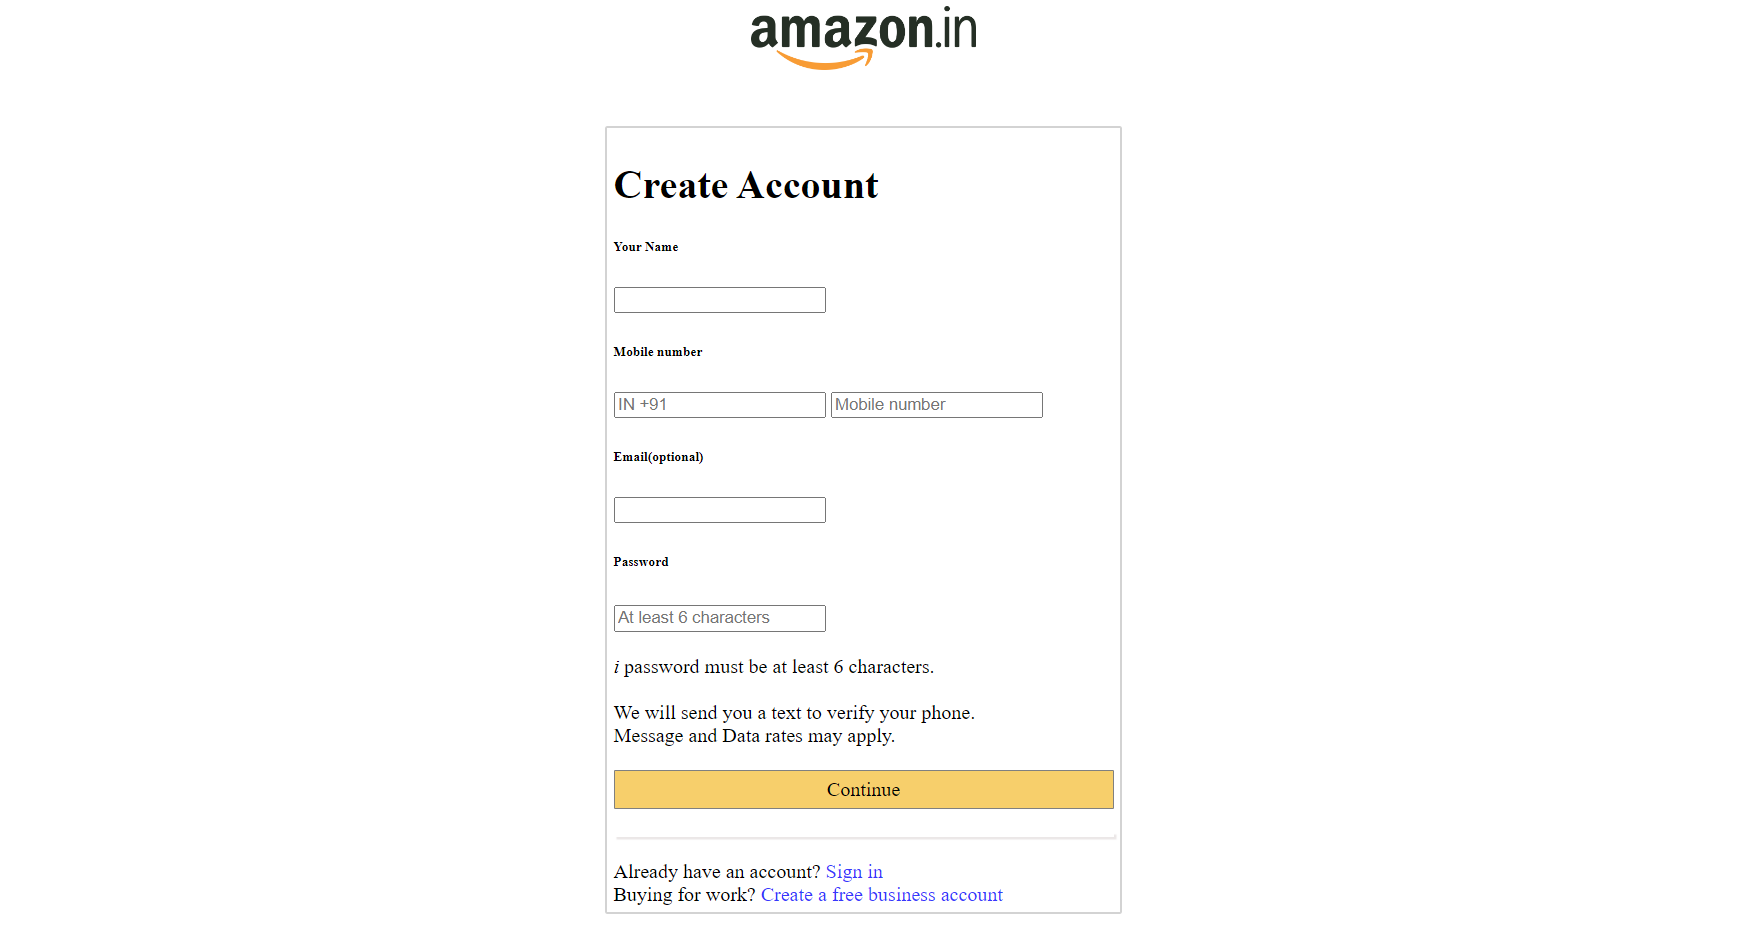 amazon.in
Create Account
Your Name
Mobile number
IN +91 Mobile number
Email(optional)
Password
At least 6 characters
i password must be at least 6 characters.
We will send you a text to verify your phone.
Message and Data rates may apply.
Continue
Already have an account? Sign in
Buying for work? Create a free business account